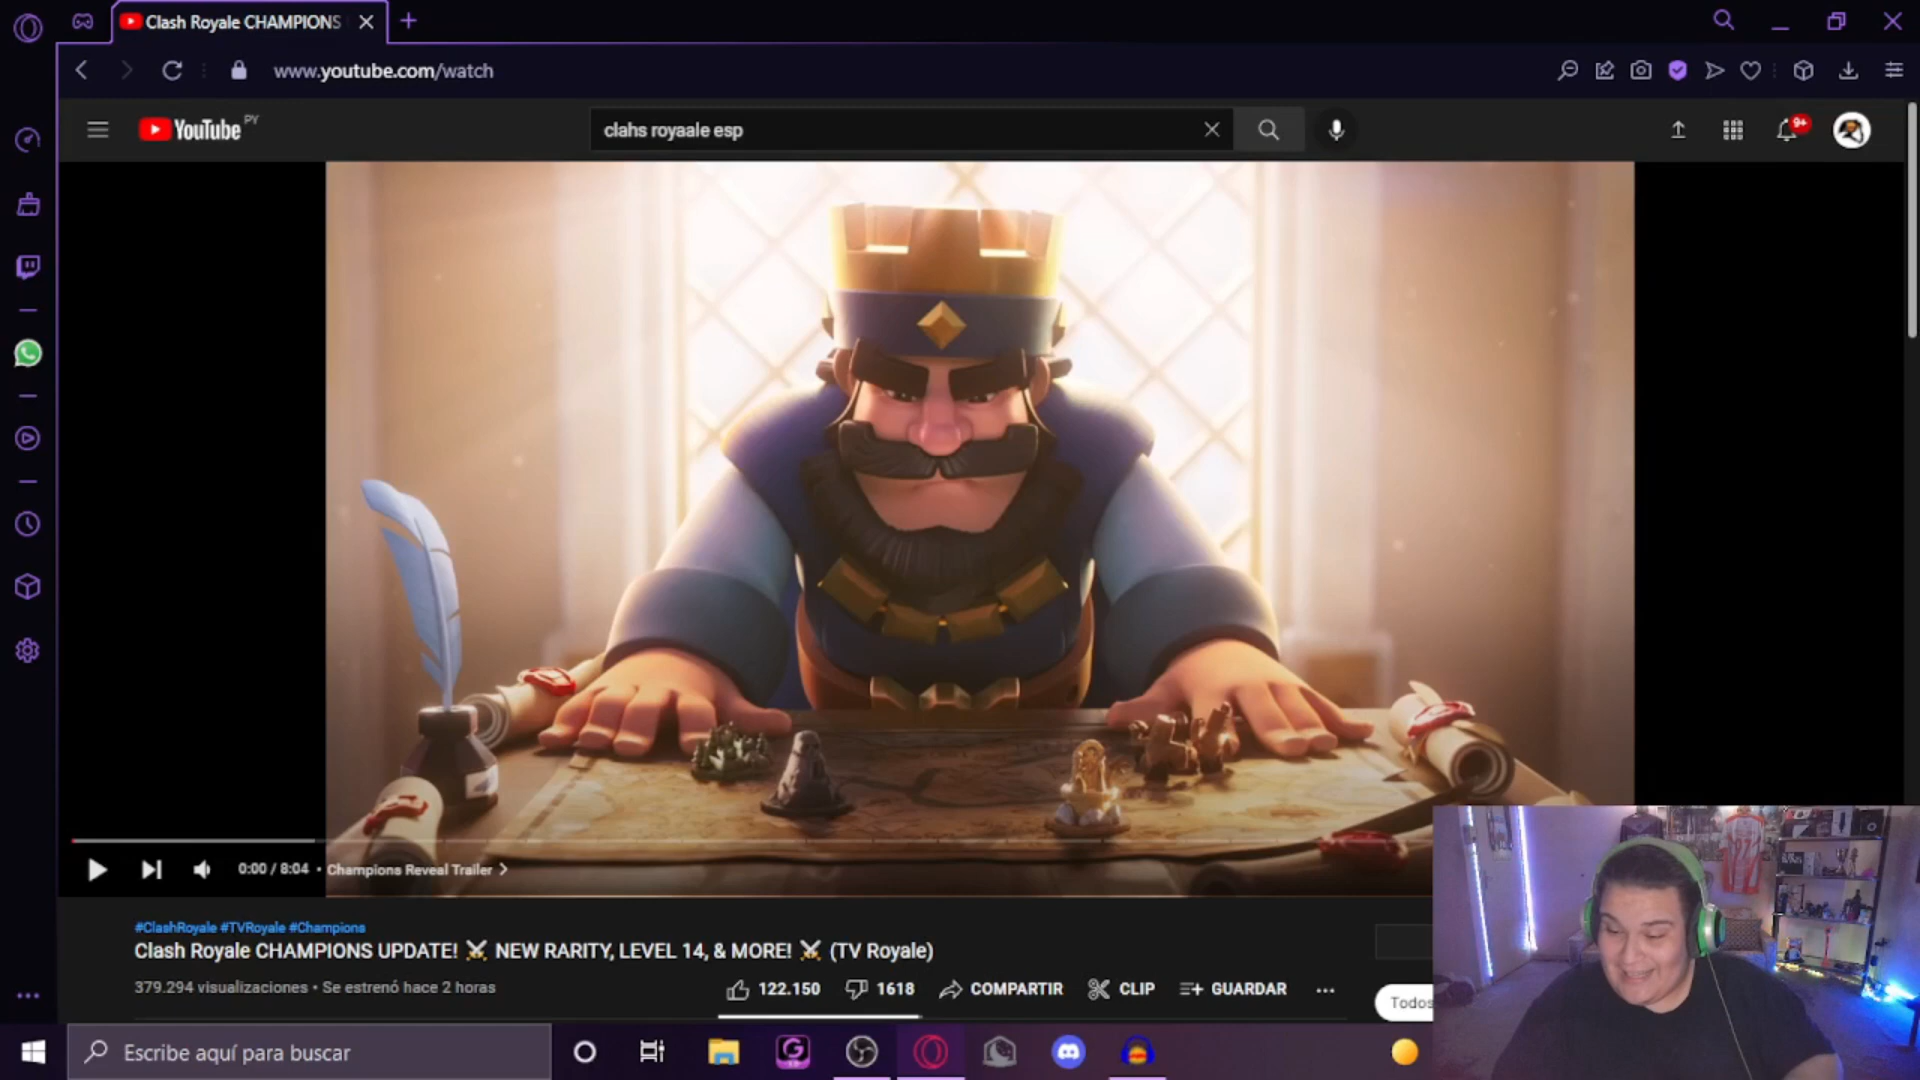 Clash Royale CHAMPIONS
www.youtube.com/watch
YouTube PY
clahs royaale esp
9+
0:00 / 8:04 • Champions Reveal Trailer
#ClashRoyale #TVRoyale #Champions
Clash Royale CHAMPIONS UPDATE! ⚔️ NEW RARITY, LEVEL 14, & MORE! ⚔️ (TV Royale)
379.294 visualizaciones • Se estrenó hace 2 horas
122.150 1618 COMPARTIR CLIP GUARDAR
Todos
Escribe aquí para buscar